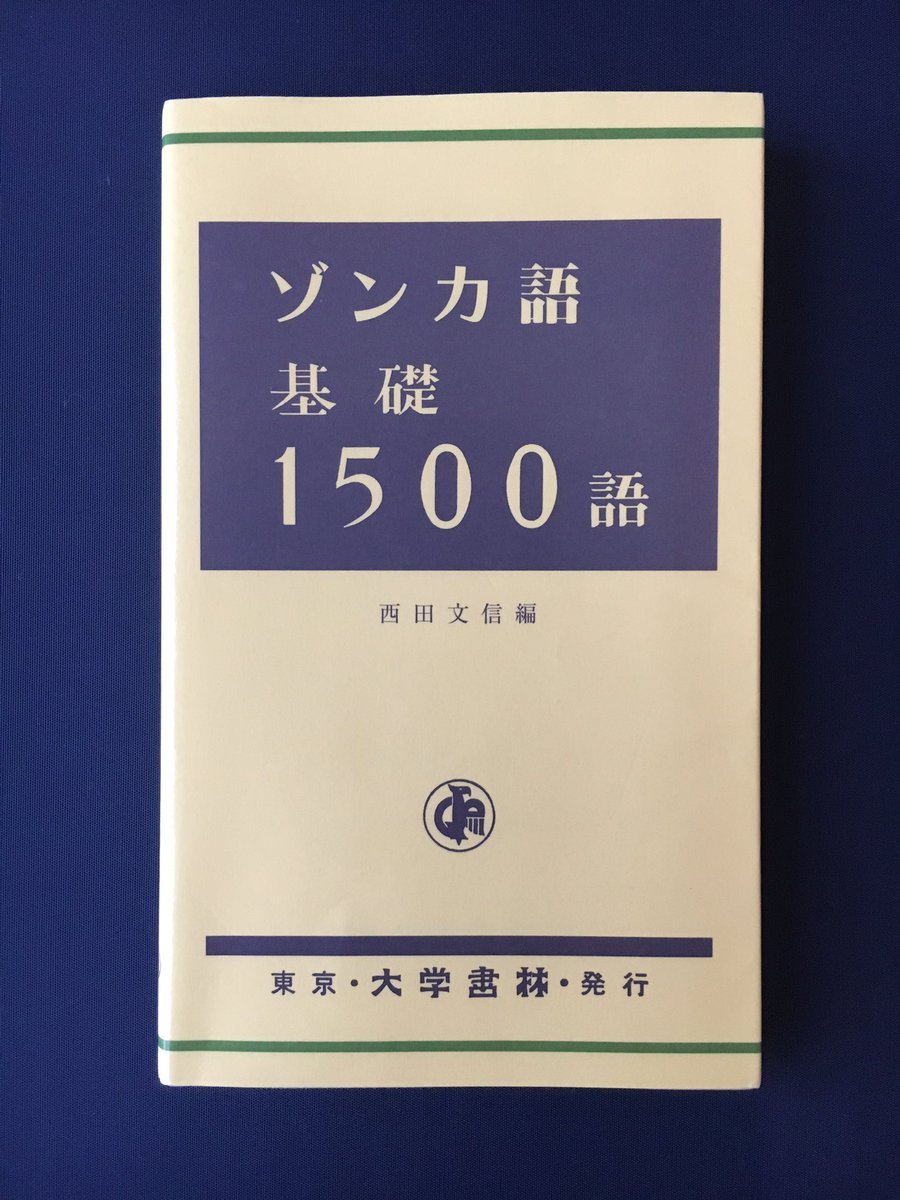 ゾンカ語
基礎
1500語
西田文信編
東京・大学書林・発行